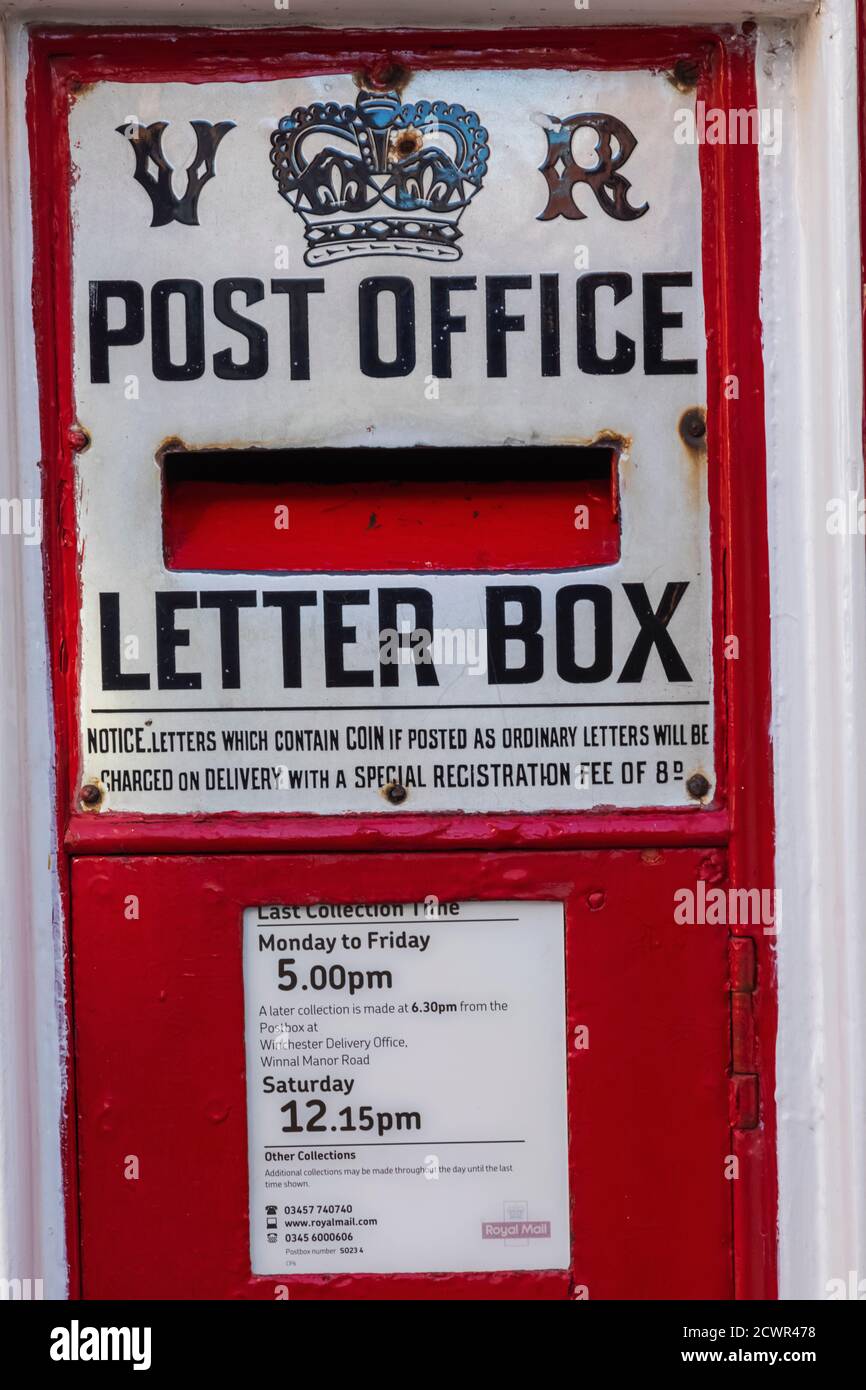 V R
POST OFFICE
LETTER BOX
NOTICE. LETTERS WHICH CONTAIN COIN IF POSTED AS ORDINARY LETTERS WILL BE
CHARGED ON DELIVERY WITH A SPECIAL REGISTRATION FEE OF 8D
Last Collection Time
Monday to Friday
5.00pm
A later collection is made at 6.30pm from the
Postbox at
Winchester Delivery Office,
Winnal Manor Road
Saturday
12.15pm
Other Collections
Additional collections may be made throughout the day until the last
time shown.
03457 740740
www.royalmail.com
0345 6000606
Postbox number SO23 4
Royal Mail
a alamy
a
alamy
Image ID: 2CWR478
www.alamy.com